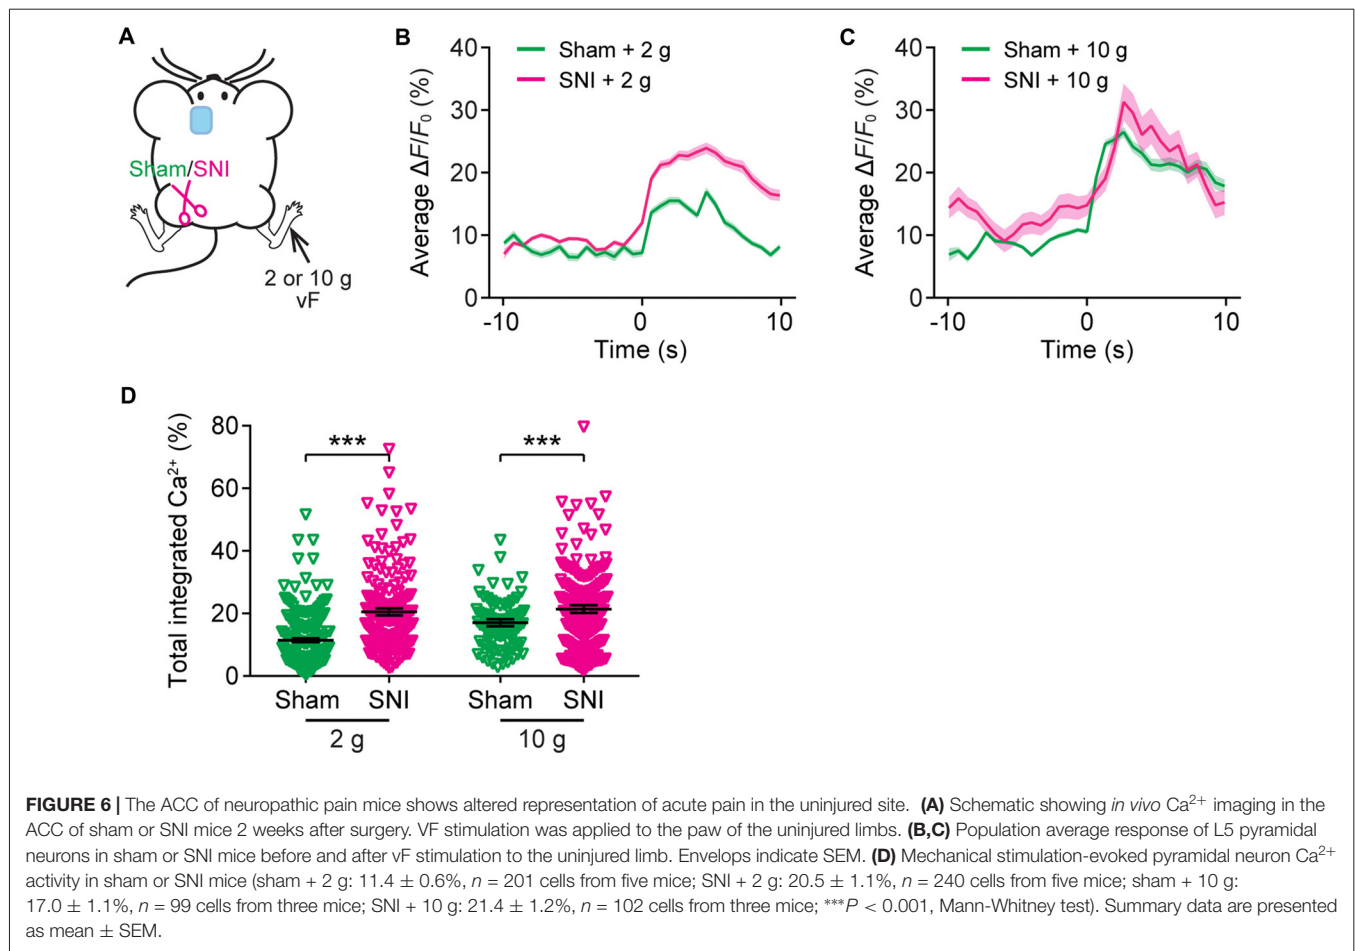 A
Sham/SNI
2 or 10 g
vF
B
Sham + 2 g
SNI + 2 g
Average ΔF/F₀ (%)
40
30
20
10
0
-10
0
10
Time (s)
C
Sham + 10 g
SNI + 10 g
Average ΔF/F₀ (%)
40
30
20
10
0
-10
0
10
Time (s)
D
Total integrated Ca²⁺ (%)
80
60
40
20
0
***
***
Sham
SNI
Sham
SNI
2 g
10 g
FIGURE 6 | The ACC of neuropathic pain mice shows altered representation of acute pain in the uninjured site. (A) Schematic showing in vivo Ca²⁺ imaging in the
ACC of sham or SNI mice 2 weeks after surgery. VF stimulation was applied to the paw of the uninjured limbs. (B,C) Population average response of L5 pyramidal
neurons in sham or SNI mice before and after vF stimulation to the uninjured limb. Envelops indicate SEM. (D) Mechanical stimulation-evoked pyramidal neuron Ca²⁺
activity in sham or SNI mice (sham + 2 g: 11.4 ± 0.6%, n = 201 cells from five mice; SNI + 2 g: 20.5 ± 1.1%, n = 240 cells from five mice; sham + 10 g:
17.0 ± 1.1%, n = 99 cells from three mice; SNI + 10 g: 21.4 ± 1.2%, n = 102 cells from three mice; ***P < 0.001, Mann-Whitney test). Summary data are presented
as mean ± SEM.